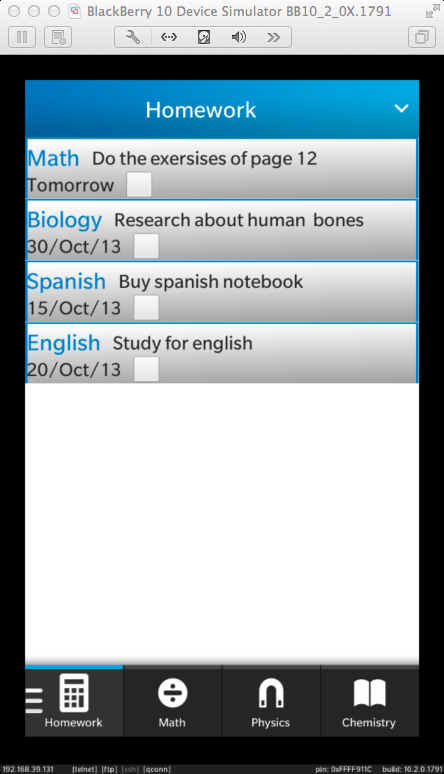 BlackBerry 10 Device Simulator BB10_2_0X.1791
Homework
Math Do the exersises of page 12
Tomorrow
Biology Research about human bones
30/Oct/13
Spanish Buy spanish notebook
15/Oct/13
English Study for english
20/Oct/13
Homework Math Physics Chemistry
192.168.39.131 [telnet] [ftp] [ssh] [qconn] pin: 0xFFFF911C build: 10.2.0.1791